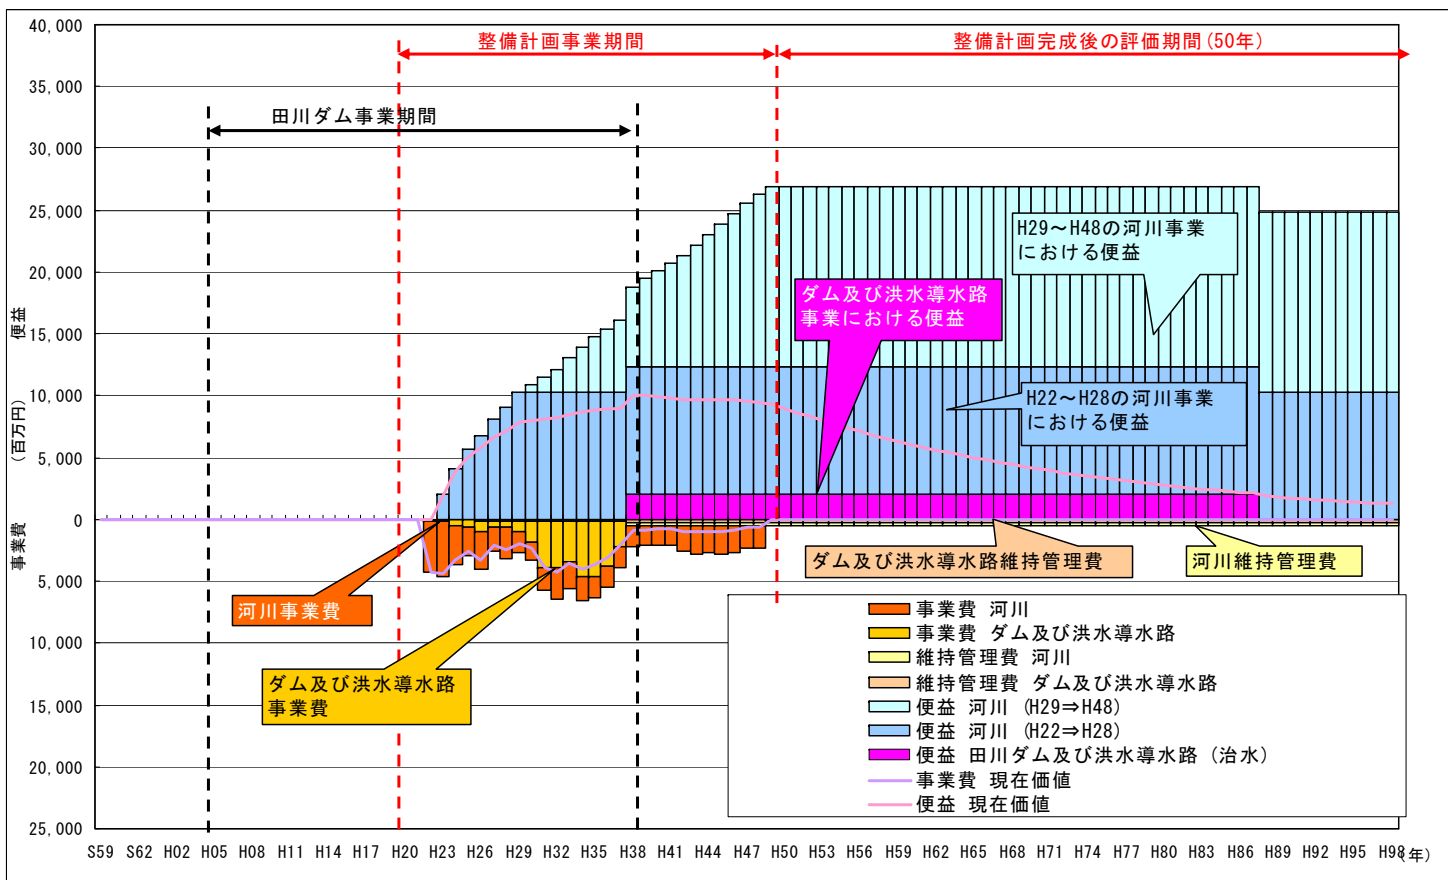 40,000
35,000
30,000
25,000
20,000
15,000
10,000
5,000
0
5,000
10,000
15,000
20,000
25,000
便益
(百万円)
事業費
整備計画事業期間
整備計画完成後の評価期間(50年)
田川ダム事業期間
H29～H48の河川事業
における便益
ダム及び洪水導水路
事業における便益
H22～H28の河川事業
における便益
ダム及び洪水導水路維持管理費
河川維持管理費
河川事業費
ダム及び洪水導水路
事業費
事業費 河川
事業費 ダム及び洪水導水路
維持管理費 河川
維持管理費 ダム及び洪水導水路
便益 河川 (H29⇒H48)
便益 河川 (H22⇒H28)
便益 田川ダム及び洪水導水路 (治水)
事業費 現在価値
便益 現在価値
S59 S62 H02 H05 H08 H11 H14 H17 H20 H23 H26 H29 H32 H35 H38 H41 H44 H47 H50 H53 H56 H59 H62 H65 H68 H71 H74 H77 H80 H83 H86 H89 H92 H95 H98 (年)